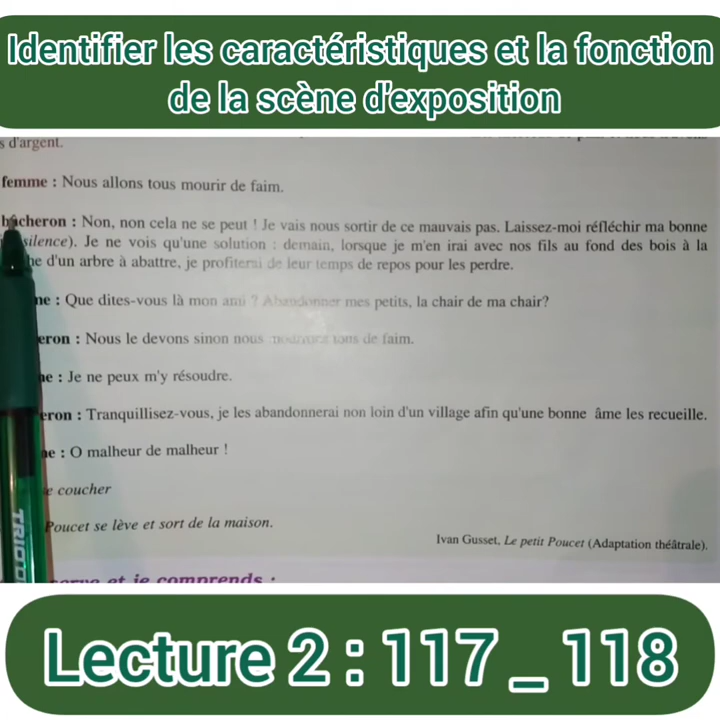 Identifier les caractéristiques et la fonction
de la scène d'exposition
s d'argent.
femme : Nous allons tous mourir de faim.
bûcheron : Non, non cela ne se peut ! Je vais nous sortir de ce mauvais pas. Laissez-moi réfléchir ma bonne
silence). Je ne vois qu'une solution : demain, lorsque je m'en irai avec nos fils au fond des bois à la
he d'un arbre à abattre, je profiterai de leur temps de repos pour les perdre.
ne : Que dites-vous là mon ami ? Abandonner mes petits, la chair de ma chair?
eron : Nous le devons sinon nous mourrons tous de faim.
ne : Je ne peux m'y résoudre.
eron : Tranquillisez-vous, je les abandonnerai non loin d'un village afin qu'une bonne âme les recueille.
ne : O malheur de malheur !
e coucher
Poucet se lève et sort de la maison.
Ivan Gusset, Le petit Poucet (Adaptation théâtrale).
et je comprends :
TRIO
Lecture 2 : 117 _ 118